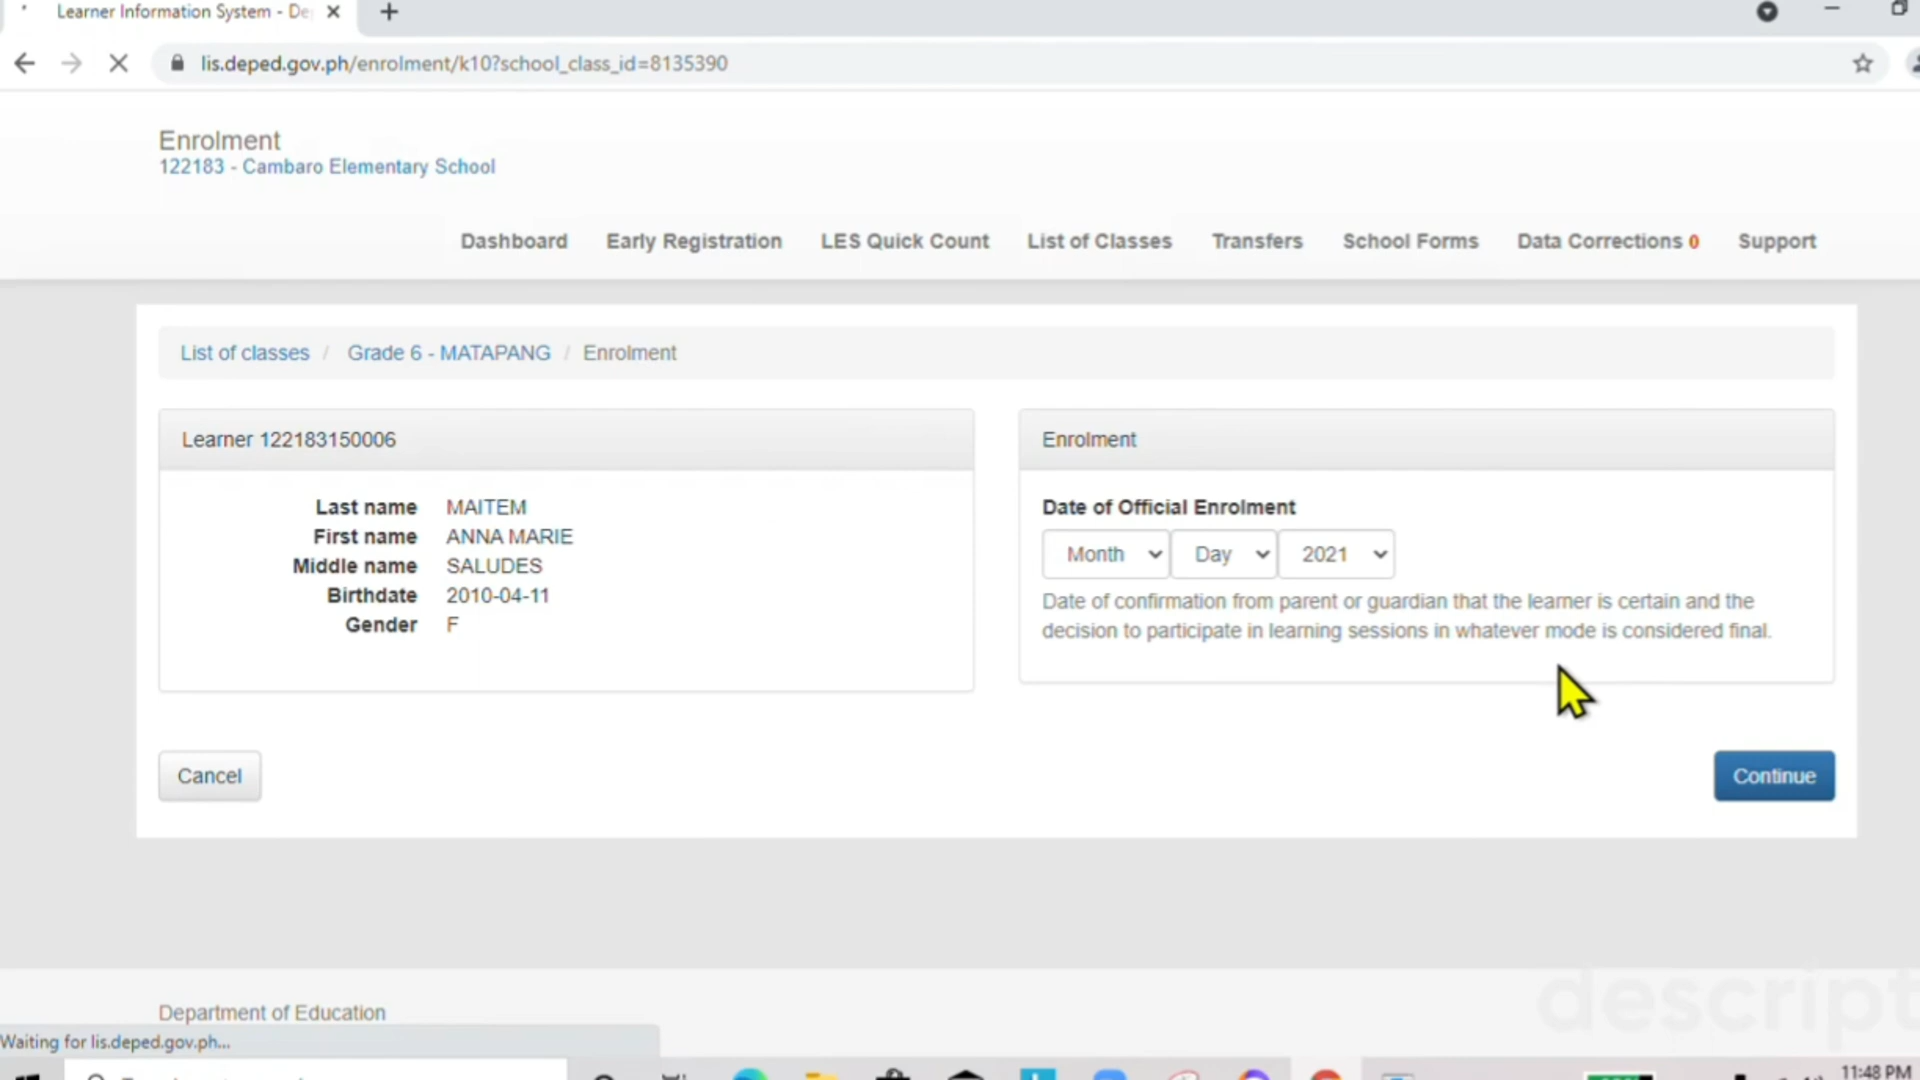 Learner Information System - De
lis.deped.gov.ph/enrolment/k10?school_class_id=8135390
Enrolment
122183 - Cambaro Elementary School
Dashboard Early Registration LES Quick Count List of Classes Transfers School Forms Data Corrections 0 Support
List of classes / Grade 6 - MATAPANG / Enrolment
Learner 122183150006
Last name MAITEM
First name ANNA MARIE
Middle name SALUDES
Birthdate 2010-04-11
Gender F
Enrolment
Date of Official Enrolment
Month Day 2021
Date of confirmation from parent or guardian that the learner is certain and the
decision to participate in learning sessions in whatever mode is considered final.
Cancel Continue
descript
Department of Education
Waiting for lis.deped.gov.ph...
11:48 PM